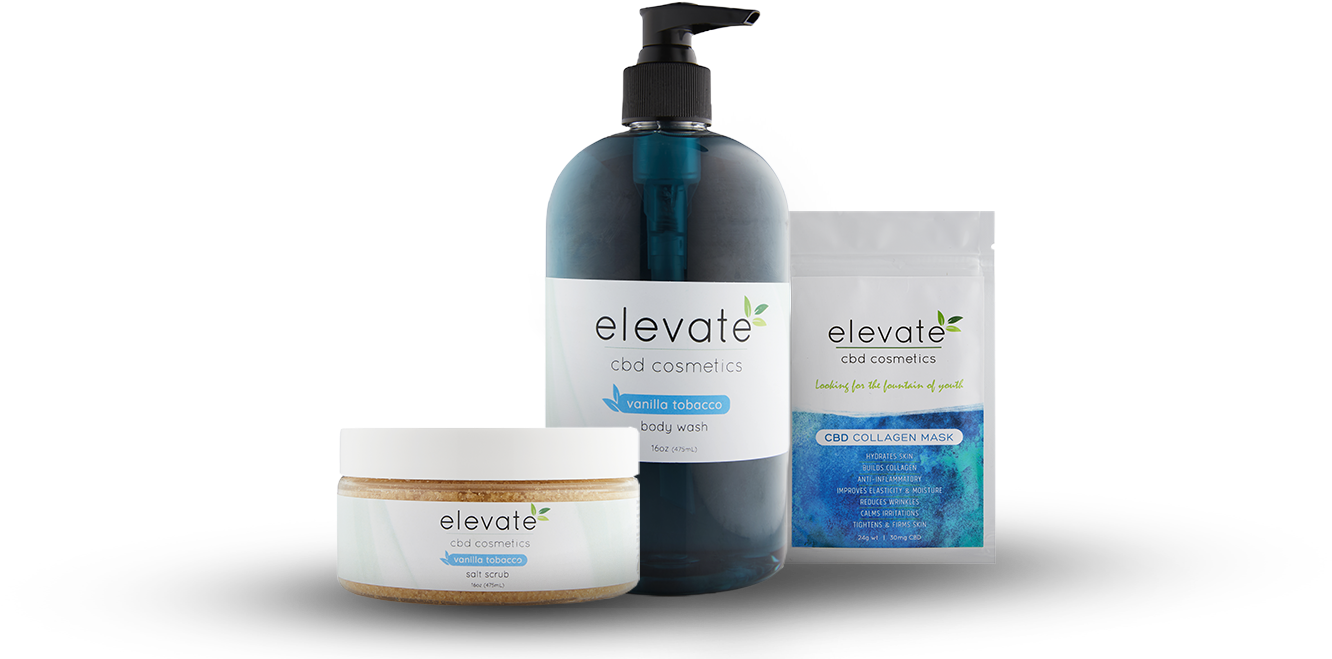 elevate
cbd cosmetics
vanilla tobacco
body wash
16oz (475mL)
elevate
cbd cosmetics
Looking for the fountain of youth
CBD COLLAGEN MASK
HYDRATES SKIN
BUILDS COLLAGEN
ANTI-INFLAMMATORY
IMPROVES ELASTICITY & MOISTURE
REDUCES WRINKLES
CALMS IRRITATIONS
TIGHTENS & FIRMS SKIN
24g wt. | 30mg CBD
elevate
cbd cosmetics
vanilla tobacco
salt scrub
16oz (475mL)